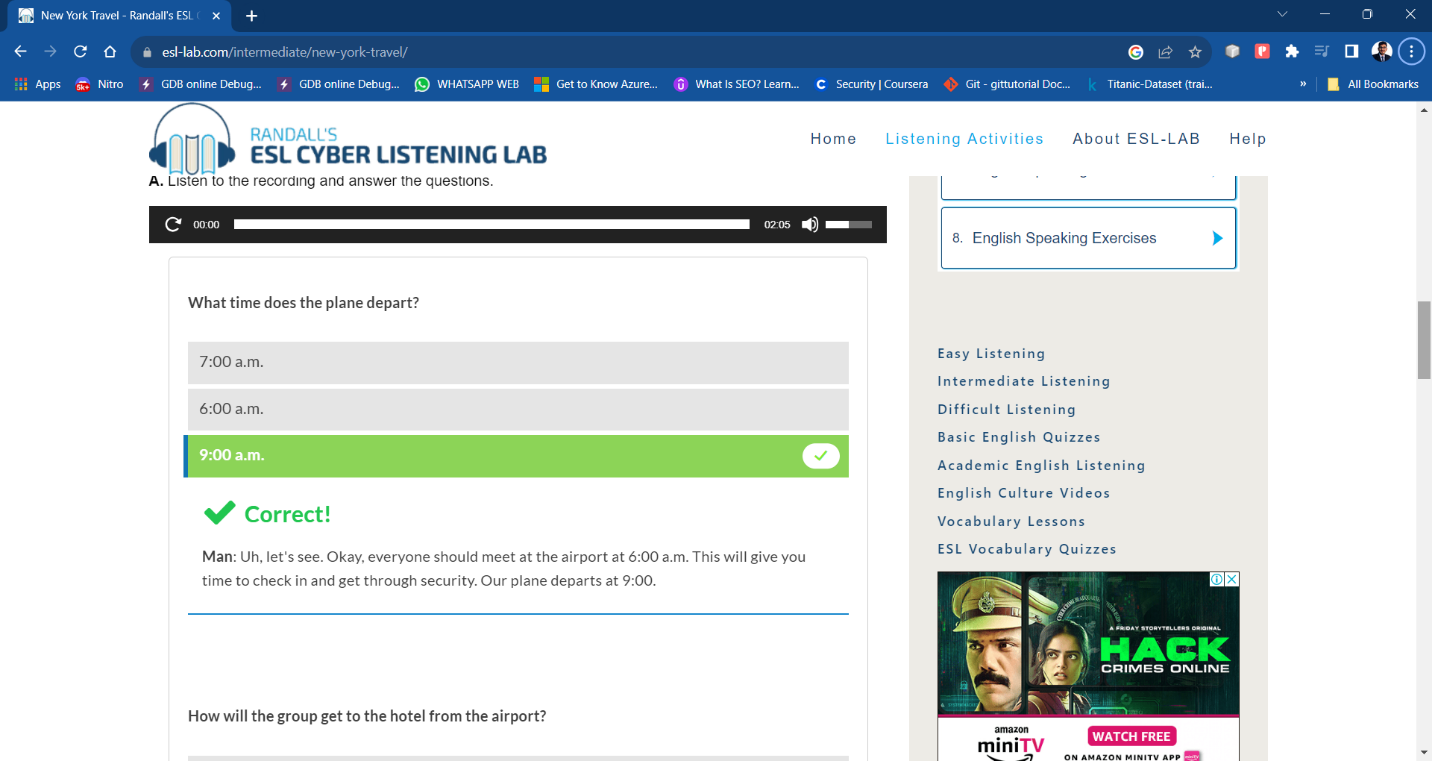 New York Travel - Randall's ESL
esl-lab.com/intermediate/new-york-travel/
Apps Nitro GDB online Debug... GDB online Debug... WHATSAPP WEB Get to Know Azure... What Is SEO? Learn... Security | Coursera Git - gittutorial Doc... Titanic-Dataset (trai... » All Bookmarks
RANDALL'S
ESL CYBER LISTENING LAB
Home Listening Activities About ESL-LAB Help
A. Listen to the recording and answer the questions.
00:00 02:05
What time does the plane depart?
7:00 a.m.
6:00 a.m.
9:00 a.m.
Correct!
Man: Uh, let's see. Okay, everyone should meet at the airport at 6:00 a.m. This will give you
time to check in and get through security. Our plane departs at 9:00.
How will the group get to the hotel from the airport?
8. English Speaking Exercises
Easy Listening
Intermediate Listening
Difficult Listening
Basic English Quizzes
Academic English Listening
English Culture Videos
Vocabulary Lessons
ESL Vocabulary Quizzes
A FRIDAY STORYTELLERS ORIGINAL
HACK
CRIMES ONLINE
amazon
miniTV
WATCH FREE
ON AMAZON MINITV APP